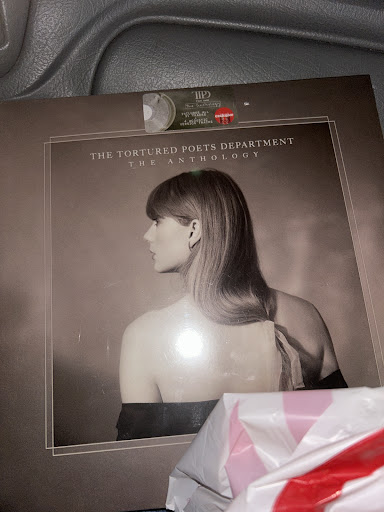 THE TORTURED POETS DEPARTMENT
THE ANTHOLOGY